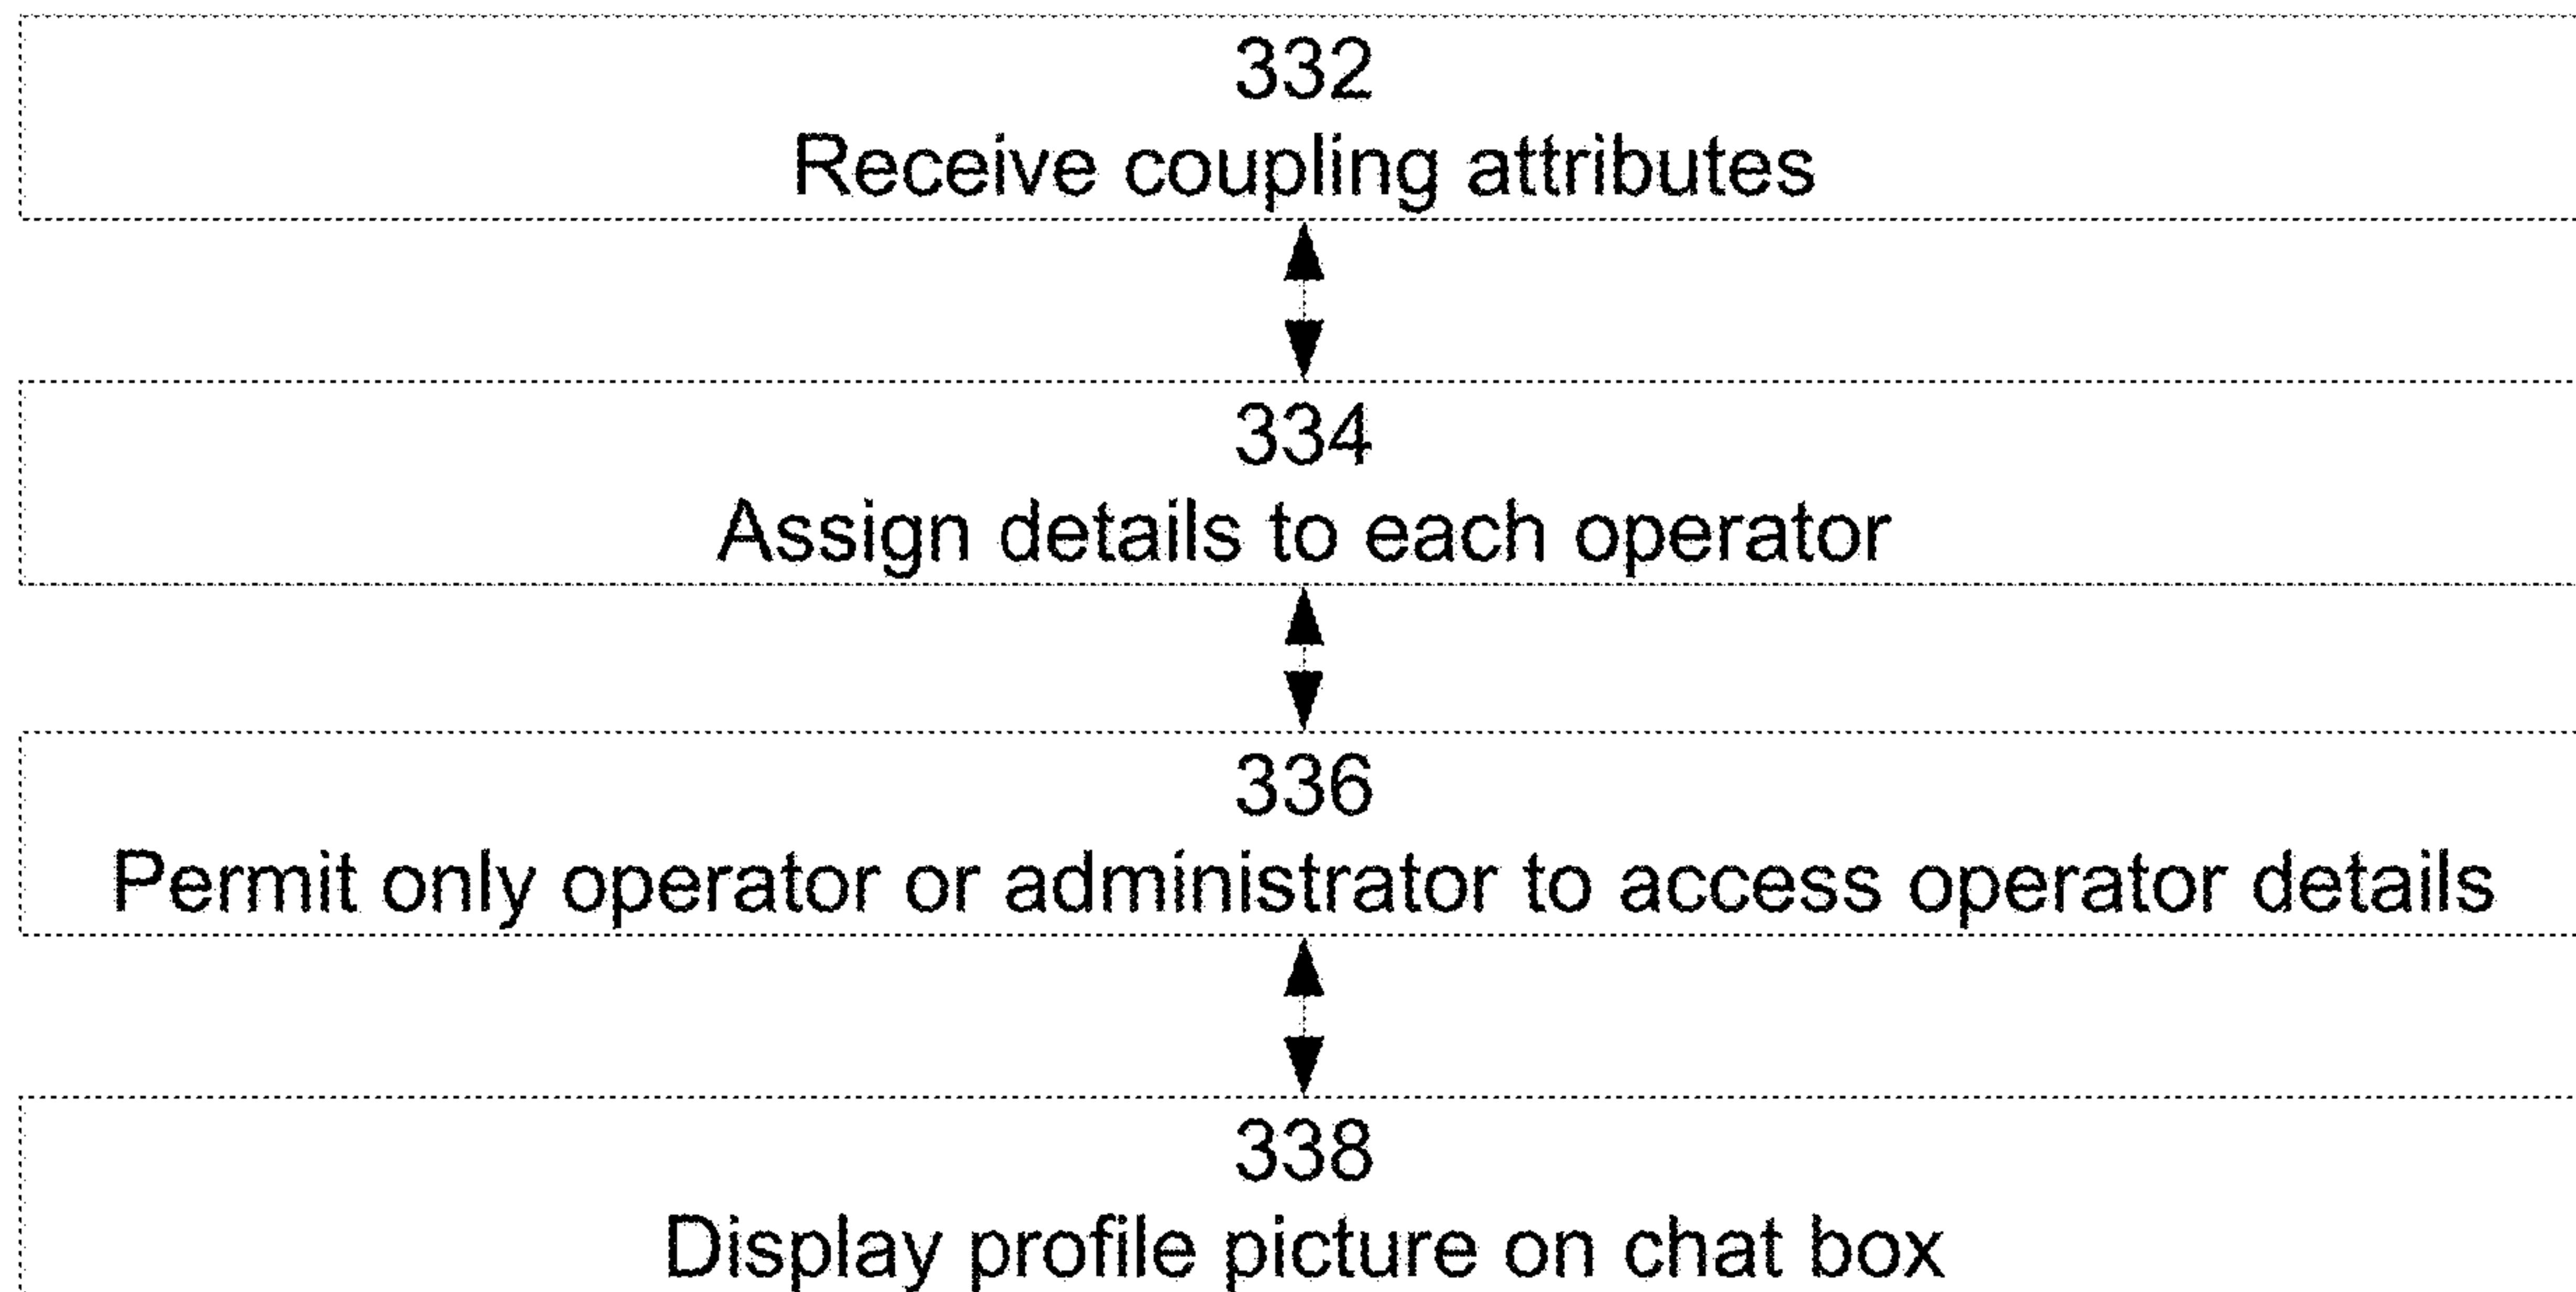 332
Receive coupling attributes
334
Assign details to each operator
336
Permit only operator or administrator to access operator details
338
Display profile picture on chat box